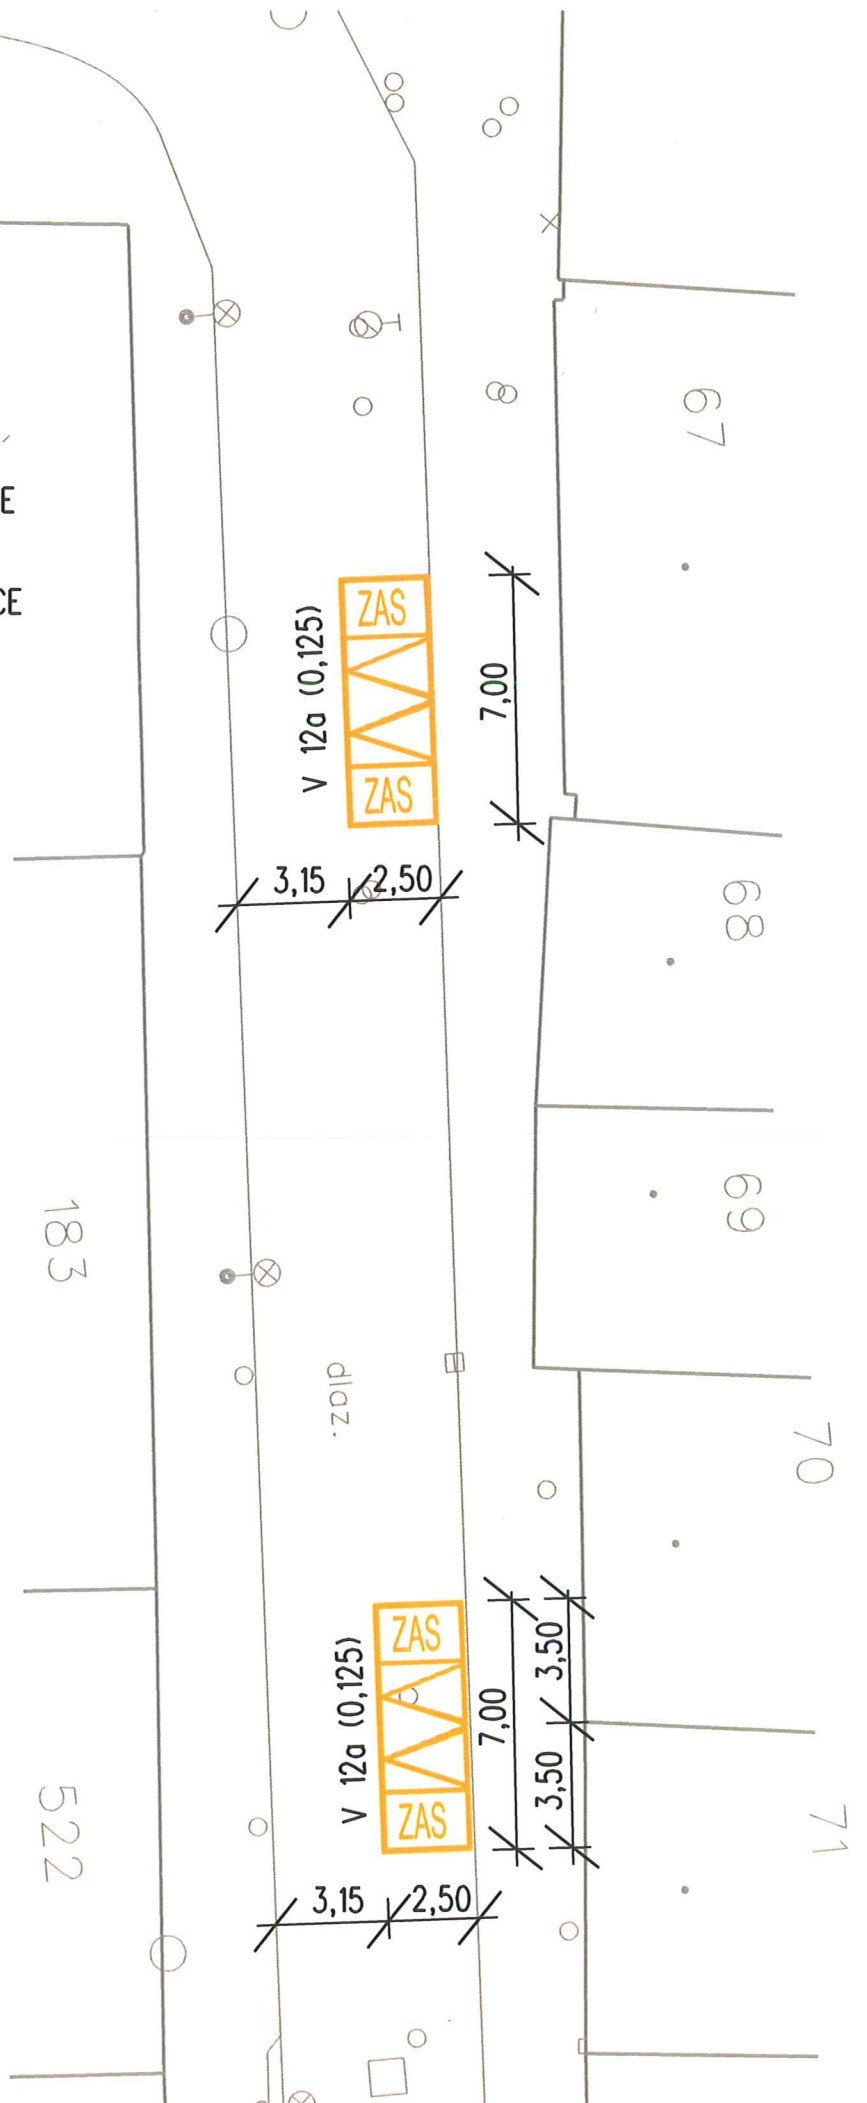 67
E
CE
ZAS
V 12a (0,125)
7,00
ZAS
3,15
2,50
68
69
183
dlaz.
70
ZAS
V 12a (0,125)
7,00
3,50
3,50
ZAS
71
522
3,15
2,50